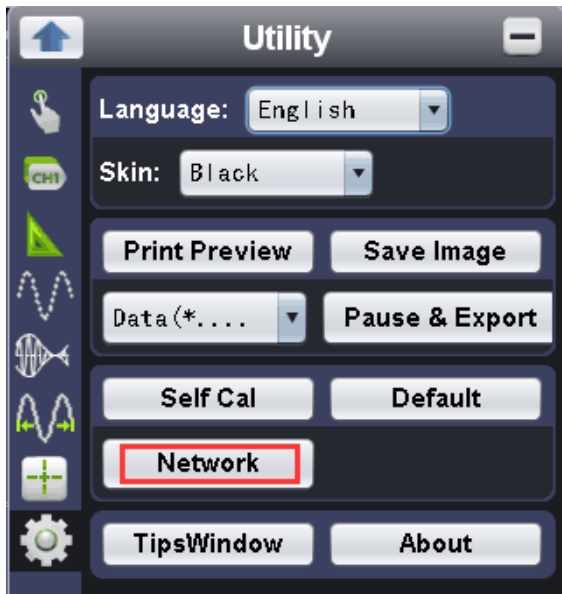 Utility
Language: English
Skin: Black
Print Preview Save Image
Data(*.... Pause & Export
CH1
Self Cal Default
Network
TipsWindow About